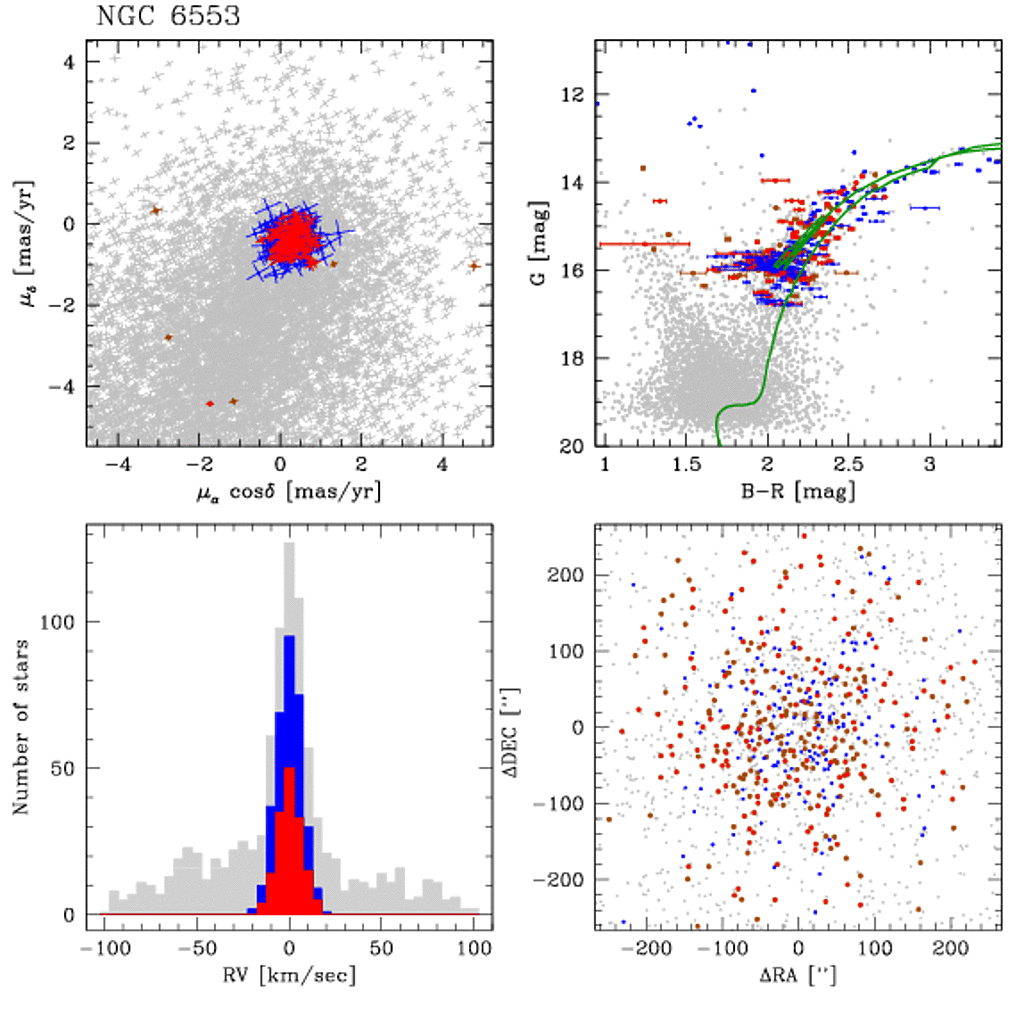 NGC 6553
4
2
0
−2
−4
μδ [mas/yr]
−4 −2 0 2 4
μα cosδ [mas/yr]
12
14
16
18
20
G [mag]
1 1.5 2 2.5 3
B−R [mag]
100
50
0
Number of stars
−100 −50 0 50 100
RV [km/sec]
200
100
0
−100
−200
ΔDEC ["]
−200 −100 0 100 200
ΔRA ["]